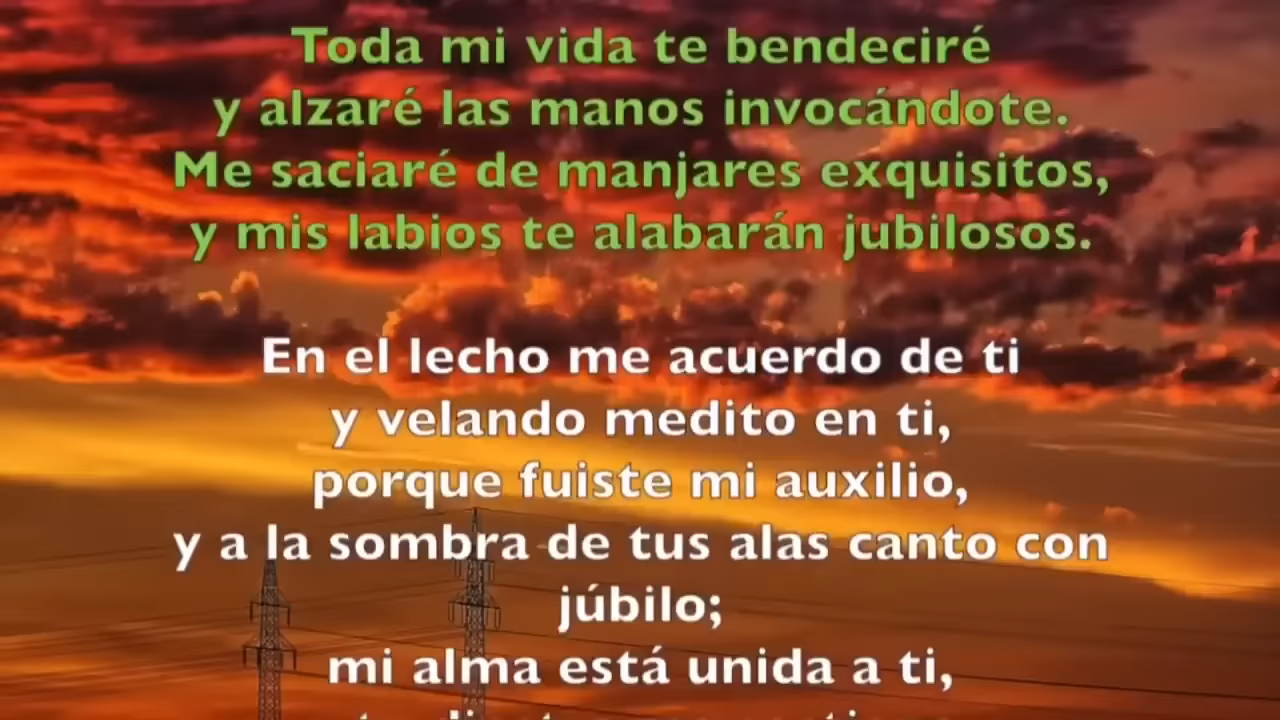 Toda mi vida te bendeciré
y alzaré las manos invocándote.
Me saciaré de manjares exquisitos,
y mis labios te alabarán jubilosos.
En el lecho me acuerdo de ti
y velando medito en ti,
porque fuiste mi auxilio,
y a la sombra de tus alas canto con
júbilo;
mi alma está unida a ti,